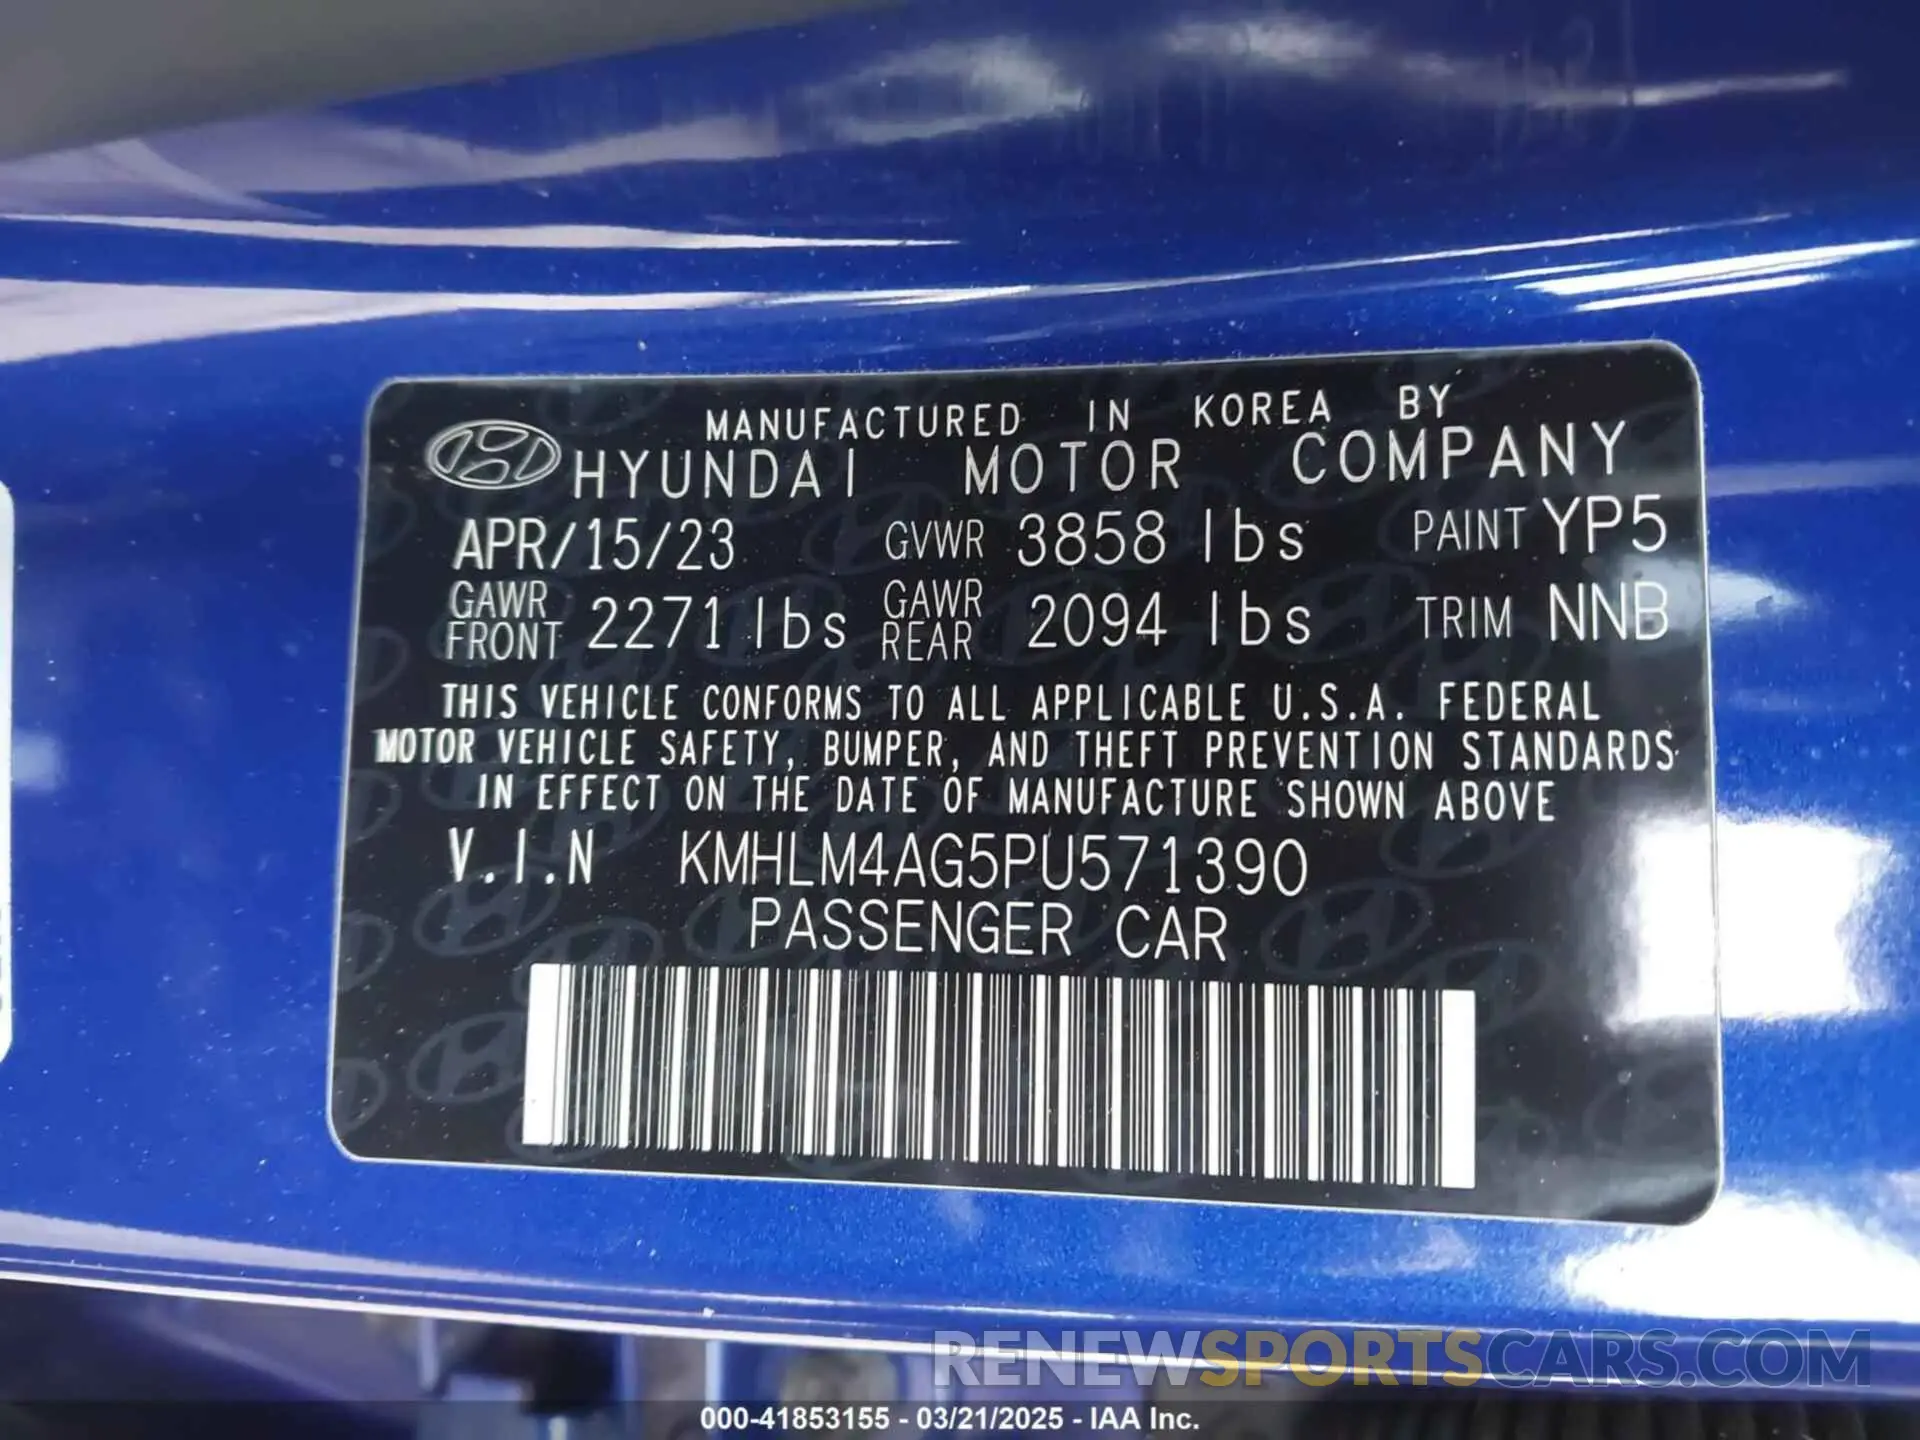 MANUFACTURED IN KOREA BY
HYUNDAI MOTOR COMPANY
APR/15/23 GVWR 3858 lbs PAINT YP5
GAWR FRONT 2271 lbs GAWR REAR 2094 lbs TRIM NNB
THIS VEHICLE CONFORMS TO ALL APPLICABLE U.S.A. FEDERAL
MOTOR VEHICLE SAFETY, BUMPER, AND THEFT PREVENTION STANDARDS
IN EFFECT ON THE DATE OF MANUFACTURE SHOWN ABOVE
V.I.N KMHLM4AG5PU571390
PASSENGER CAR
RENEWSPORTSCARS.COM
000-41853155 - 03/21/2025 - IAA Inc.